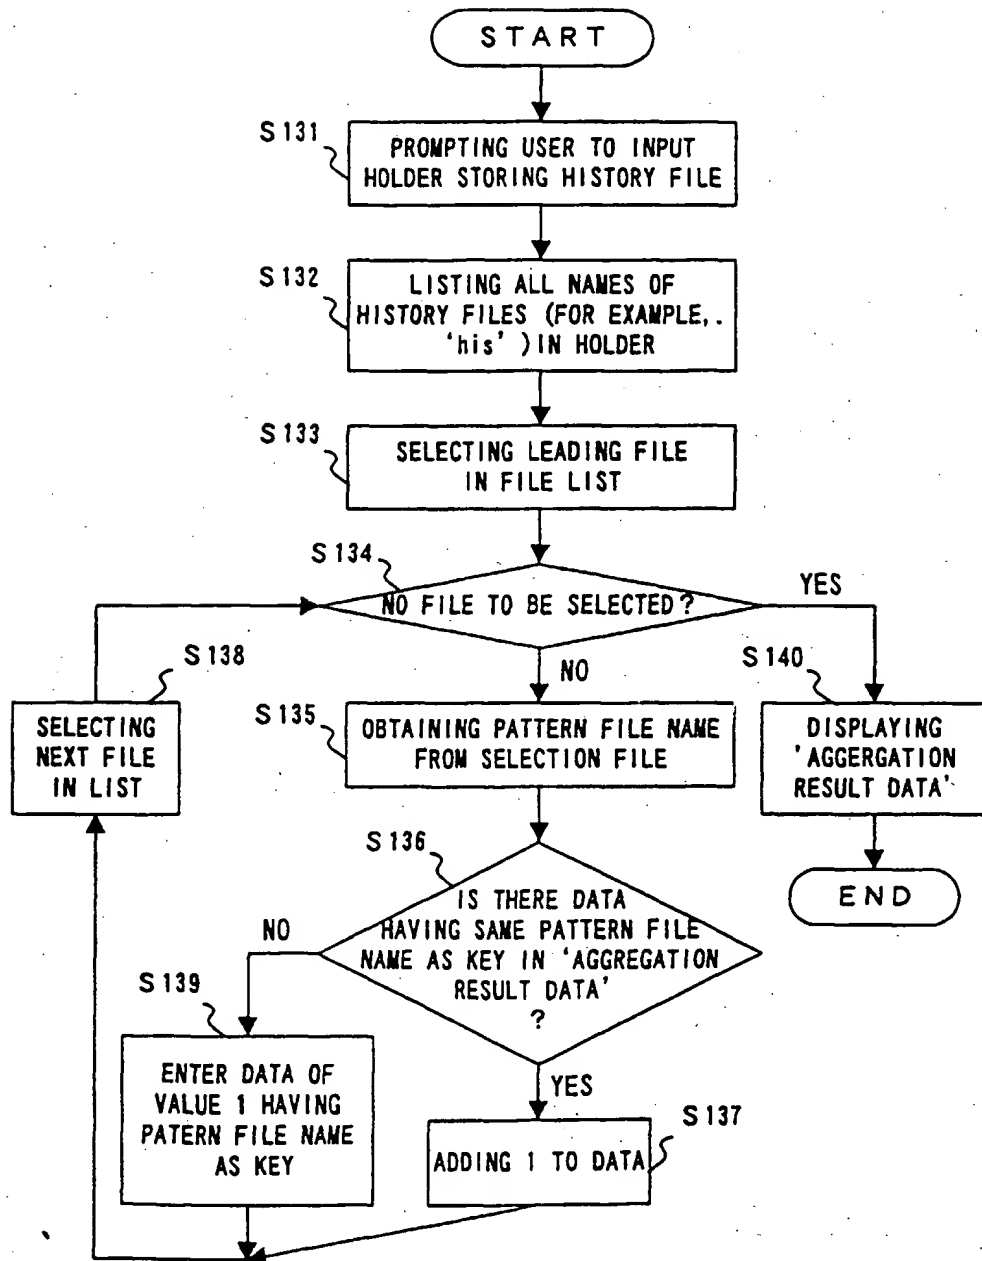 START
S131
PROMPTING USER TO INPUT
HOLDER STORING HISTORY FILE
S132
LISTING ALL NAMES OF
HISTORY FILES (FOR EXAMPLE,.
'his' )IN HOLDER
S133
SELECTING LEADING FILE
IN FILE LIST
S134
NO FILE TO BE SELECTED?
YES
NO
S138
SELECTING
NEXT FILE
IN LIST
S135
OBTAINING PATTERN FILE NAME
FROM SELECTION FILE
S140
DISPLAYING
'AGGERGATION
RESULT DATA'
END
S136
IS THERE DATA
HAVING SAME PATTERN FILE
NAME AS KEY IN 'AGGREGATION
RESULT DATA'
?
NO
YES
S139
ENTER DATA OF
VALUE 1 HAVING
PATERN FILE NAME
AS KEY
S137
ADDING 1 TO DATA